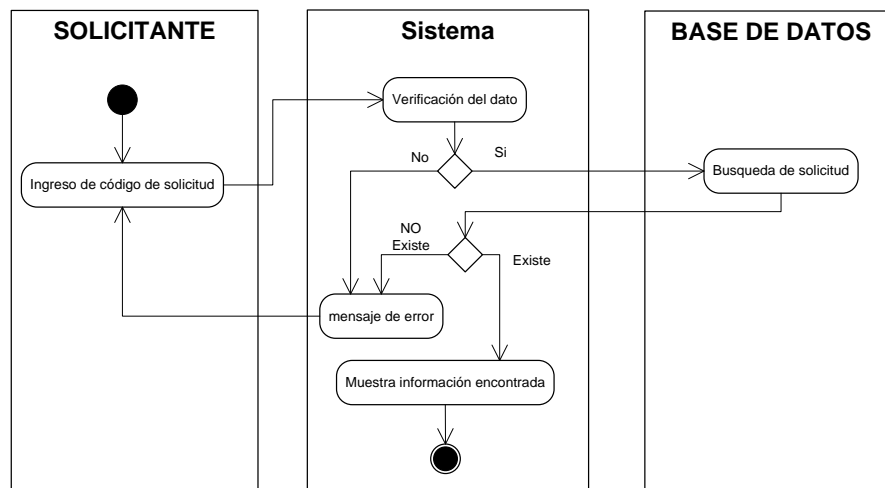 SOLICITANTE
Sistema
BASE DE DATOS
Verificación del dato
No
Si
Ingreso de código de solicitud
Busqueda de solicitud
NO
Existe
Existe
mensaje de error
Muestra información encontrada